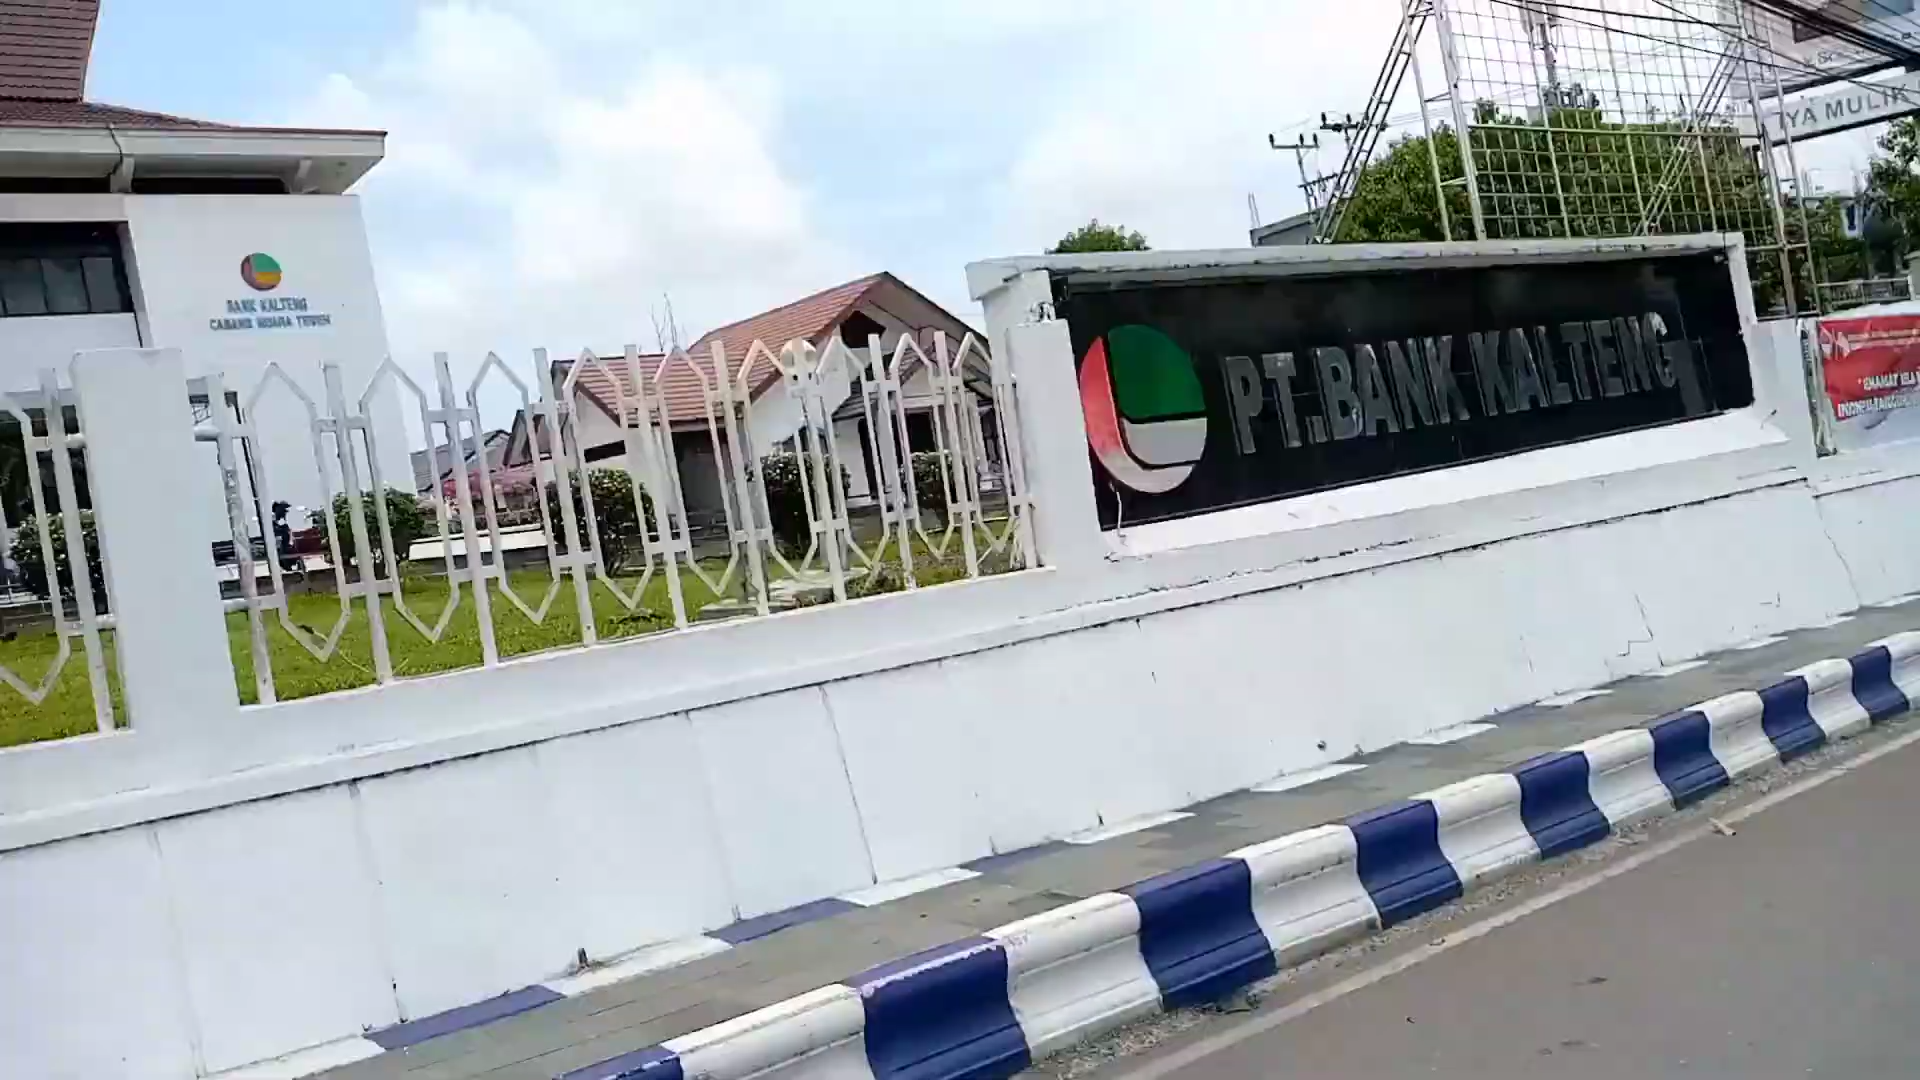 BANK KALTENG
CABANG MUARA TEWEH
PT.BANK KALTENG
YA MULIK